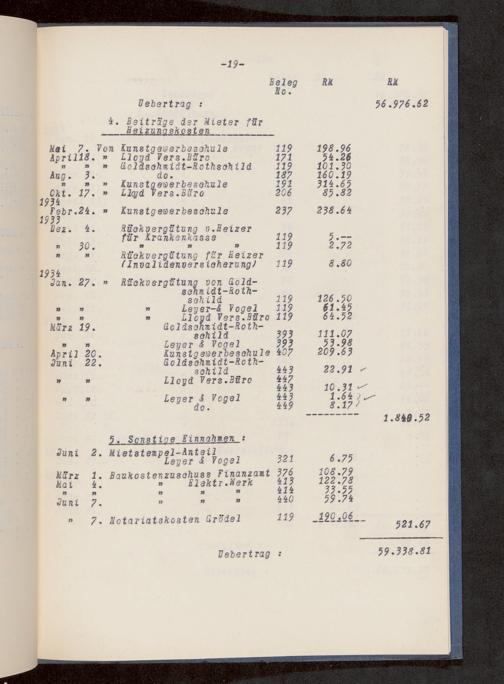 -19-
Beleg No. RM RM
Uebertrag : 56.976.62
4. Beiträge der Mieter für
Heizungskosten
Mai 7. Von Kunstgewerbeschule 119 198.96
April18. " Lloyd Vers.Büro 171 54.26
" " " Goldschmidt-Rothschild 119 101.30
Aug. 3. do. 187 160.19
" " " Kunstgewerbeschule 191 314.65
Okt. 17. " Lloyd Vers.Büro 206 85.82
1934
Febr.24. " Kunstgewerbeschule 237 238.64
1933
Dez. 4. Rückvergütung v.Heizer
für Krankenkasse 119 5.--
" 30. " " " 119 2.72
" " Rückvergütung für Heizer
(Invalidenversicherung) 119 8.80
1934
Jan. 27. " Rückvergütung von Gold-
schmidt-Roth-
schild 119 126.50
" " " Leyer & Vogel 119 61.45
" " " Lloyd Vers.Büro 119 64.52
März 19. Goldschmidt-Roth-
schild 393 111.07
" " Leyer & Vogel 393 53.98
April 20. Kunstgewerbeschule 407 209.63
Juni 22. Goldschmidt-Roth-
schild 443 22.91
" " Lloyd Vers.Büro 447
443 10.31
" " Leyer & Vogel 443 1.64
do. 449 8.17
1.840.52
5. Sonstige Einnahmen :
Juni 2. Mietstempel-Anteil
Leyer & Vogel 321 6.75
März 1. Baukostenzuschuss Finanzamt 376 108.79
Mai 4. " Elektr.Werk 413 122.78
" " " " " 414 33.55
Juni 7. " " " 440 59.74
" 7. Notariatskosten Grödel 119 190.06
521.67
Uebertrag : 59.338.81